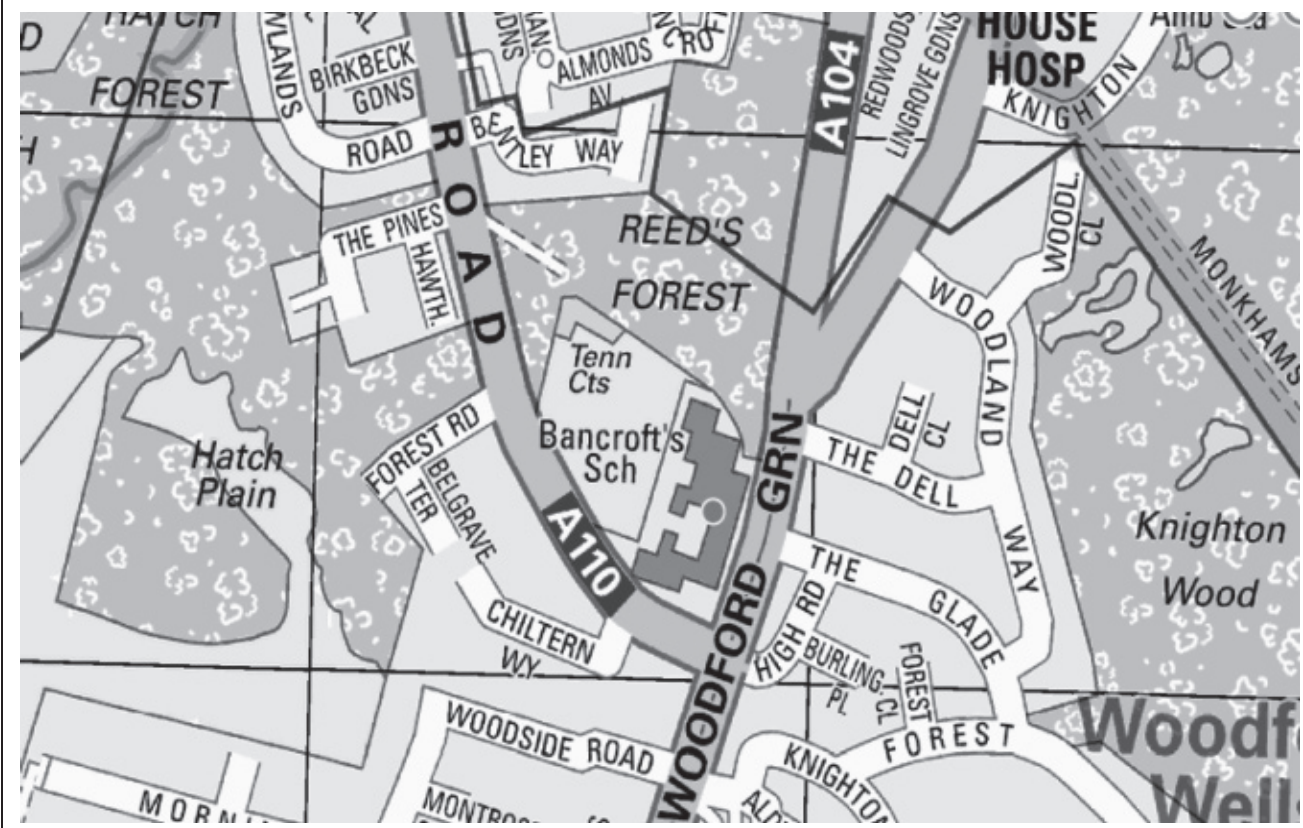 HATCH
FOREST
BIRKBECK
GDNS
ROAD
ROAD
GDNS
ALMONDS
AV
BENTLEY WAY
A104
REDWOODS
LINGROVE GDNS
HOUSE
HOSP
KNIGHTON
WOODL.
CL
MONKHAMS
THE PINES
HAWTH.
REED'S
FOREST
WOODLAND
WAY
Tenn
Cts
Bancroft's
Sch
Hatch
Plain
FOREST RD
BELGRAVE
TER
A110
CHILTERN
WY
WOODFORD GRN
DELL
CL
THE DELL
THE GLADE
HIGH RD
BURLING.
PL
CL
FOREST
Knighton
Wood
WOODSIDE ROAD
KNIGHTON
FOREST
WOODFORD
Wells